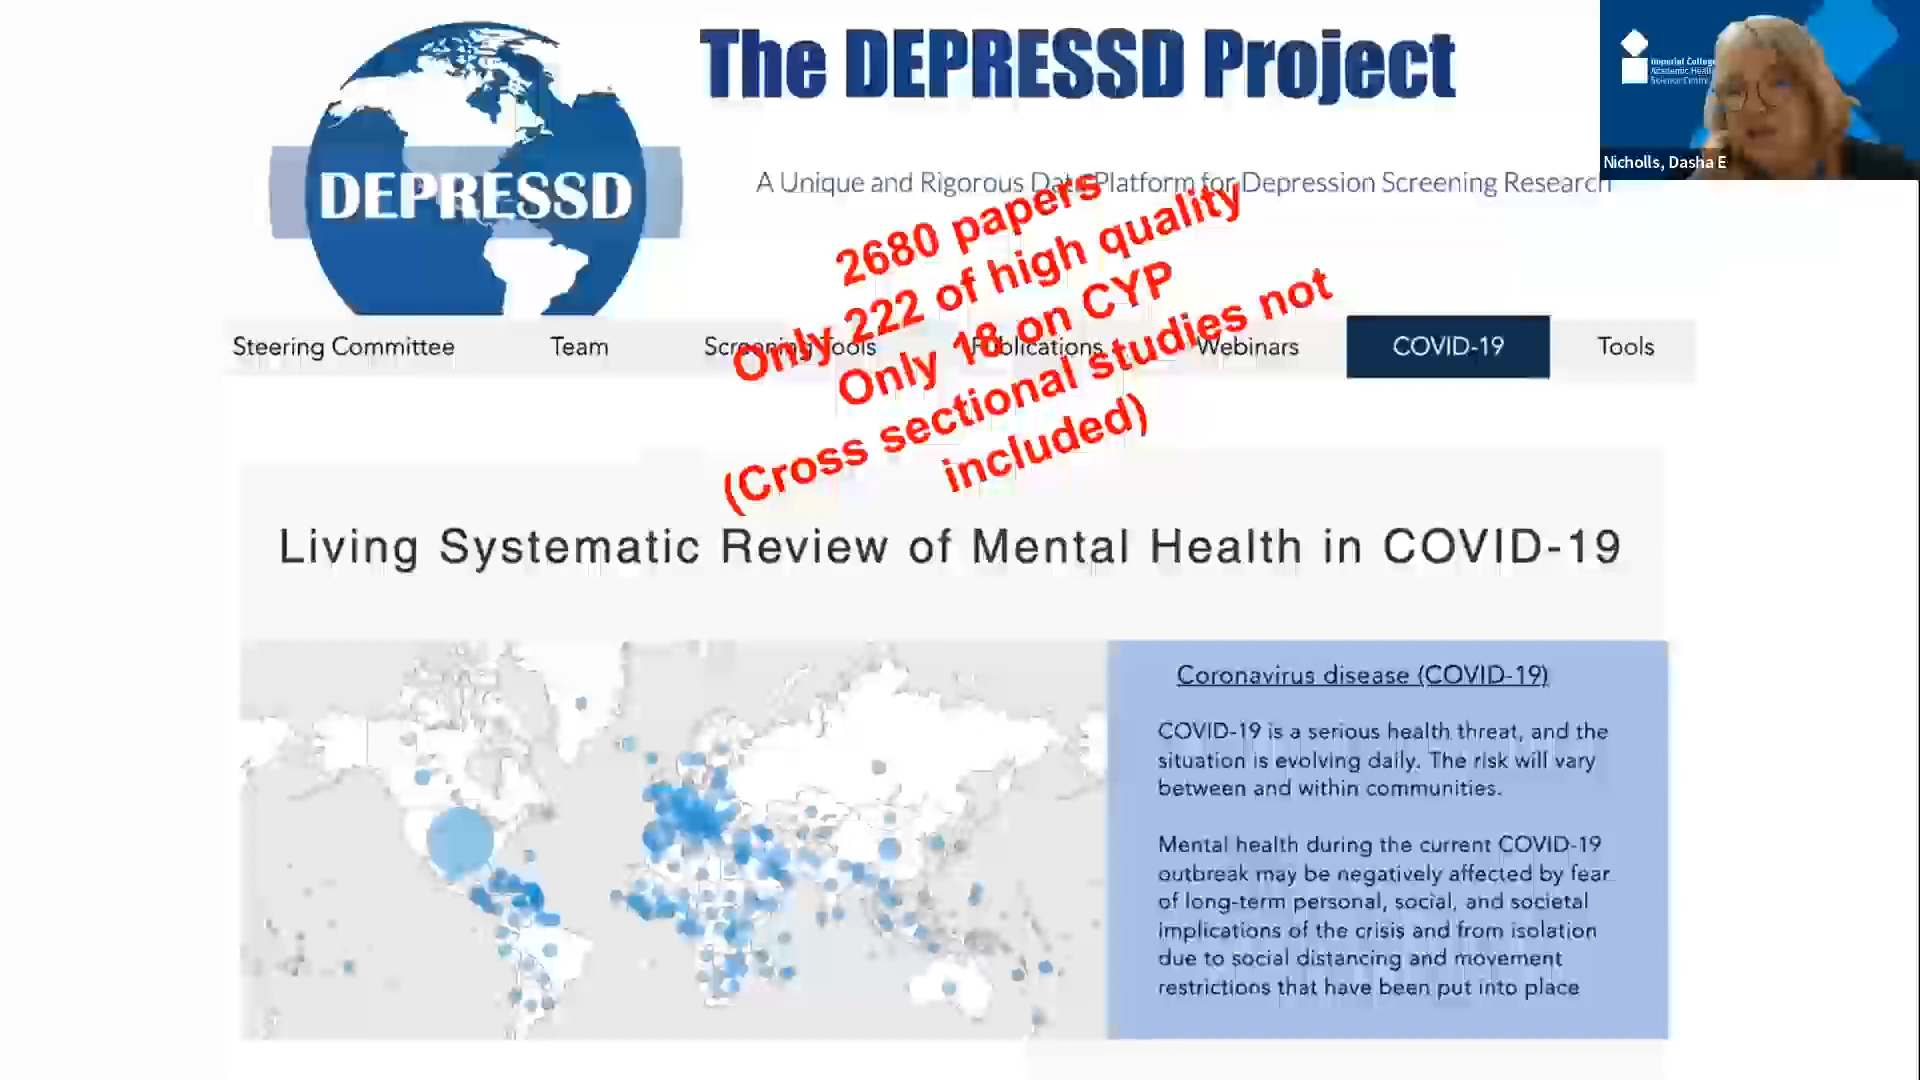 The DEPRESSD Project
DEPRESSD
A Unique and Rigorous Data Platform for Depression Screening Research
Imperial College
Academic Health
Science Centre
Nicholls, Dasha E
2680 papers
Only 222 of high quality
Only 18 on CYP
(Cross sectional studies not
included)
Steering Committee Team Screening Tools Publications Webinars COVID-19 Tools
Living Systematic Review of Mental Health in COVID-19
Coronavirus disease (COVID-19)
COVID-19 is a serious health threat, and the
situation is evolving daily. The risk will vary
between and within communities.
Mental health during the current COVID-19
outbreak may be negatively affected by fear
of long-term personal, social, and societal
implications of the crisis and from isolation
due to social distancing and movement
restrictions that have been put into place